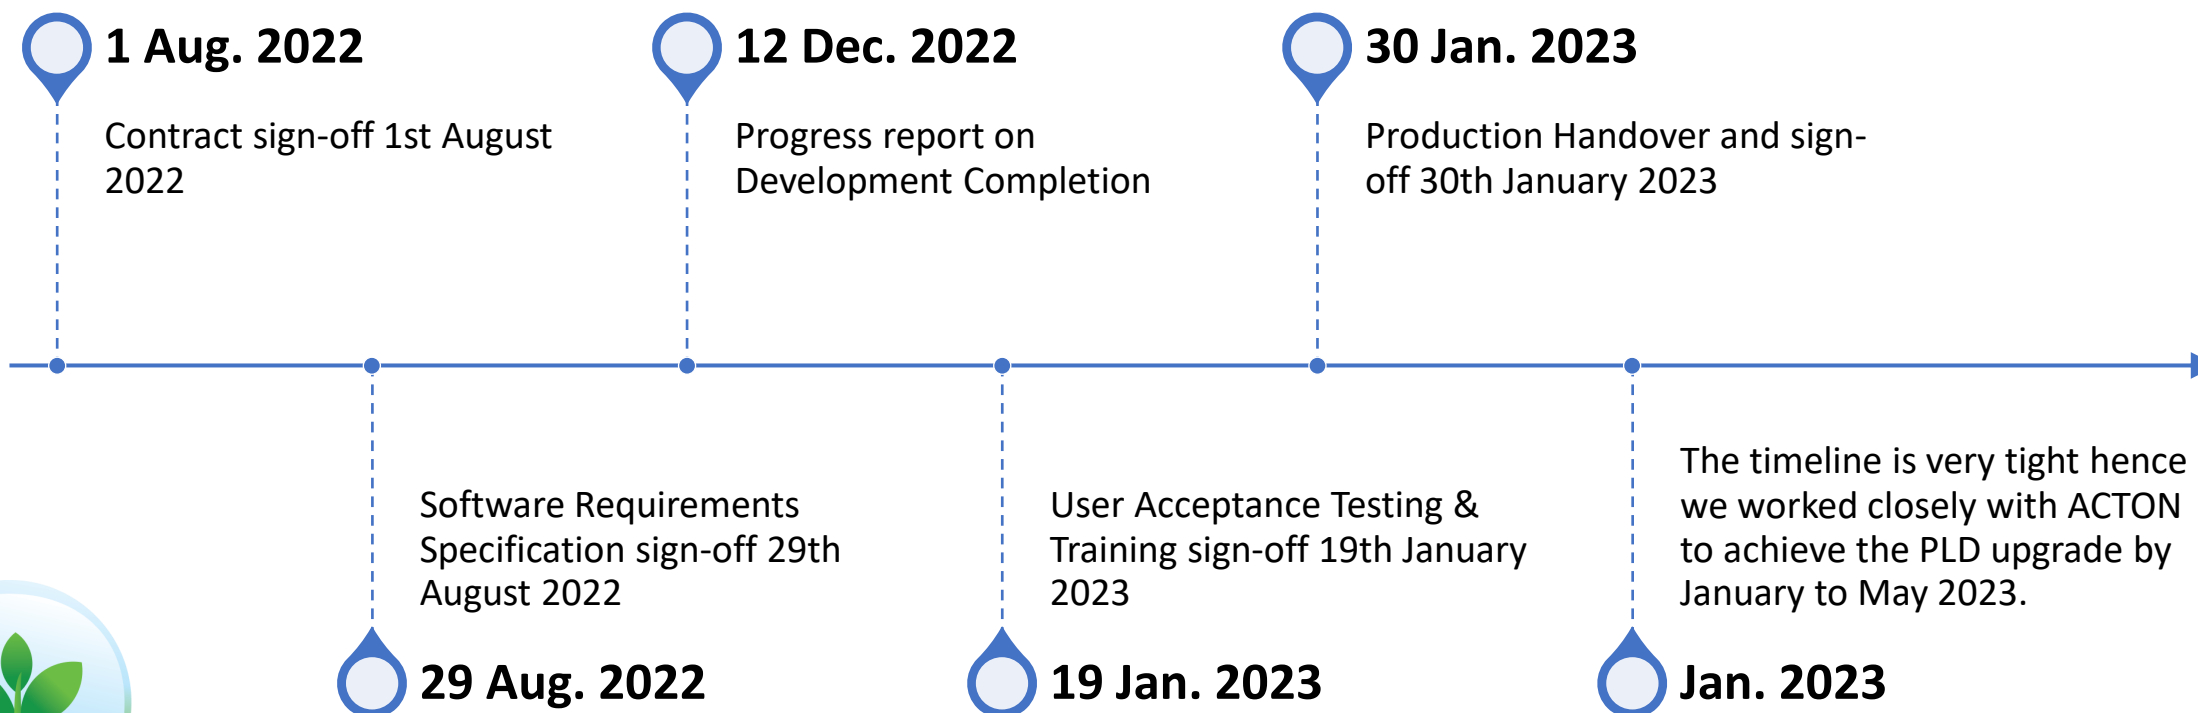 1 Aug. 2022
Contract sign-off 1st August
2022
12 Dec. 2022
Progress report on
Development Completion
30 Jan. 2023
Production Handover and sign-
off 30th January 2023
Software Requirements
Specification sign-off 29th
August 2022
29 Aug. 2022
User Acceptance Testing &
Training sign-off 19th January
2023
19 Jan. 2023
The timeline is very tight hence
we worked closely with ACTON
to achieve the PLD upgrade by
January to May 2023.
Jan. 2023